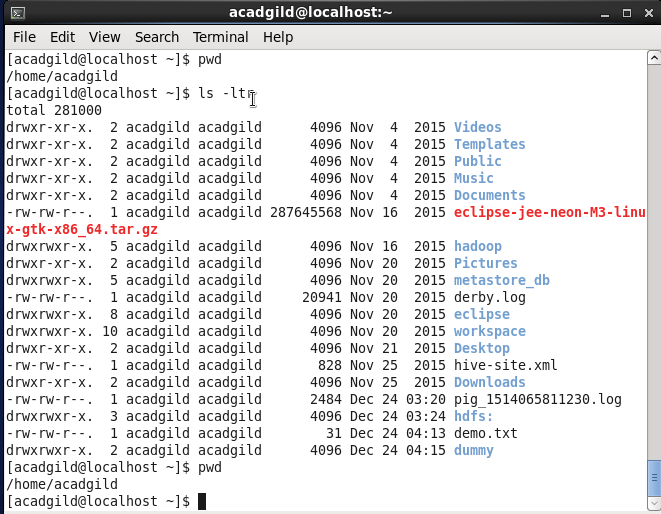 acadgild@localhost:~
File Edit View Search Terminal Help
[acadgild@localhost ~]$ pwd
/home/acadgild
[acadgild@localhost ~]$ ls -ltr
total 281000
drwxr-xr-x.  2 acadgild acadgild      4096 Nov  4  2015 Videos
drwxr-xr-x.  2 acadgild acadgild      4096 Nov  4  2015 Templates
drwxr-xr-x.  2 acadgild acadgild      4096 Nov  4  2015 Public
drwxr-xr-x.  2 acadgild acadgild      4096 Nov  4  2015 Music
drwxr-xr-x.  2 acadgild acadgild      4096 Nov  4  2015 Documents
-rw-rw-r--.  1 acadgild acadgild 287645568 Nov 16  2015 eclipse-jee-neon-M3-linu
x-gtk-x86_64.tar.gz
drwxrwxr-x.  5 acadgild acadgild      4096 Nov 16  2015 hadoop
drwxr-xr-x.  2 acadgild acadgild      4096 Nov 20  2015 Pictures
drwxrwxr-x.  5 acadgild acadgild      4096 Nov 20  2015 metastore_db
-rw-rw-r--.  1 acadgild acadgild     20941 Nov 20  2015 derby.log
drwxrwxr-x.  8 acadgild acadgild      4096 Nov 20  2015 eclipse
drwxrwxr-x. 10 acadgild acadgild      4096 Nov 20  2015 workspace
drwxr-xr-x.  2 acadgild acadgild      4096 Nov 21  2015 Desktop
-rw-rw-r--.  1 acadgild acadgild       828 Nov 25  2015 hive-site.xml
drwxr-xr-x.  2 acadgild acadgild      4096 Nov 25  2015 Downloads
-rw-rw-r--.  1 acadgild acadgild      2484 Dec 24 03:20 pig_1514065811230.log
drwxrwxr-x.  3 acadgild acadgild      4096 Dec 24 03:24 hdfs:
-rw-rw-r--.  1 acadgild acadgild        31 Dec 24 04:13 demo.txt
drwxrwxr-x.  2 acadgild acadgild      4096 Dec 24 04:15 dummy
[acadgild@localhost ~]$ pwd
/home/acadgild
[acadgild@localhost ~]$